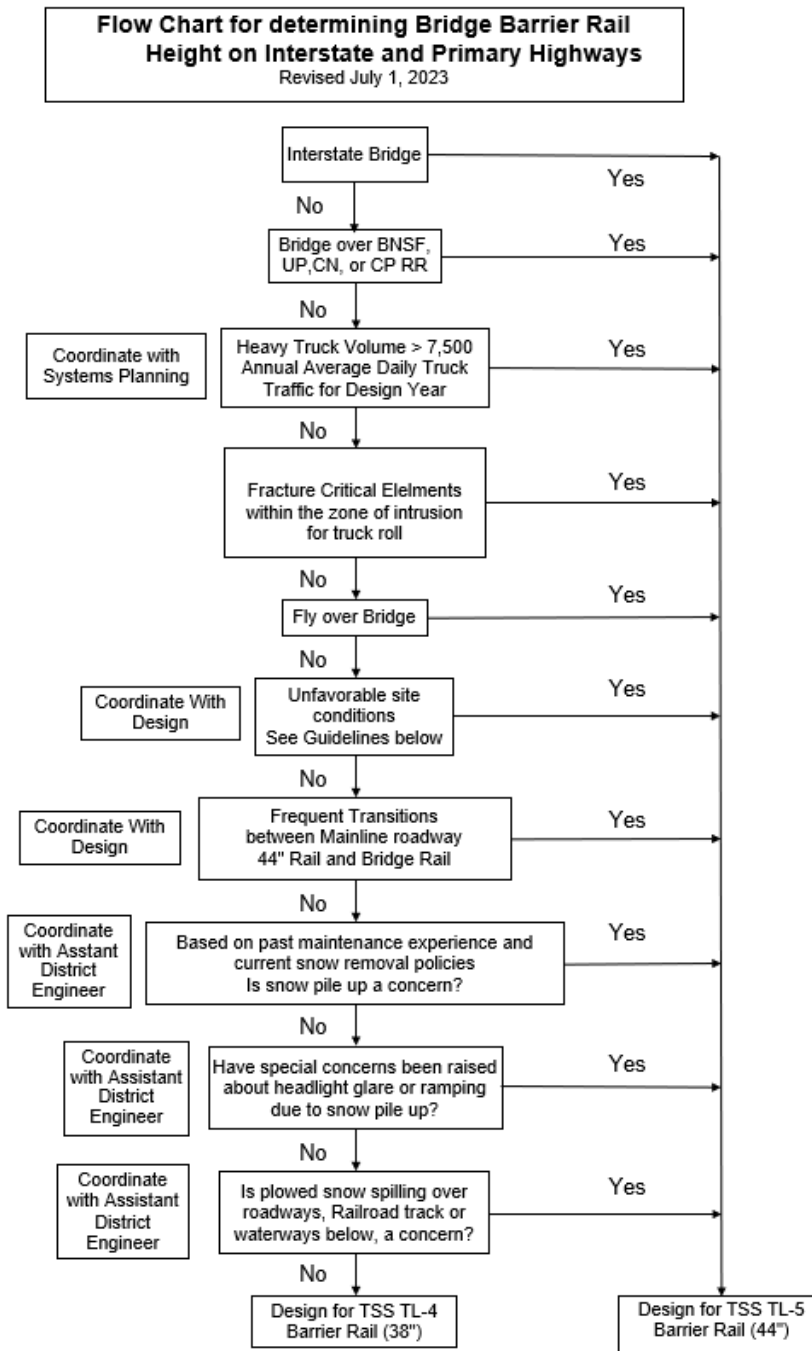 Flow Chart for determining Bridge Barrier Rail
Height on Interstate and Primary Highways
Revised July 1, 2023
Interstate Bridge
Yes
No
Bridge over BNSF,
UP,CN, or CP RR
Yes
No
Coordinate with
Systems Planning
Heavy Truck Volume > 7,500
Annual Average Daily Truck
Traffic for Design Year
Yes
No
Fracture Critical Elelments
within the zone of intrusion
for truck roll
Yes
No
Fly over Bridge
Yes
No
Coordinate With
Design
Unfavorable site
conditions
See Guidelines below
Yes
No
Coordinate With
Design
Frequent Transitions
between Mainline roadway
44" Rail and Bridge Rail
Yes
No
Coordinate
with Asstant
District
Engineer
Based on past maintenance experience and
current snow removal policies
Is snow pile up a concern?
Yes
No
Coordinate
with Assistant
District
Engineer
Have special concerns been raised
about headlight glare or ramping
due to snow pile up?
Yes
No
Coordinate
with Assistant
District
Engineer
Is plowed snow spilling over
roadways, Railroad track or
waterways below, a concern?
Yes
No
Design for TSS TL-4
Barrier Rail (38")
Design for TSS TL-5
Barrier Rail (44")